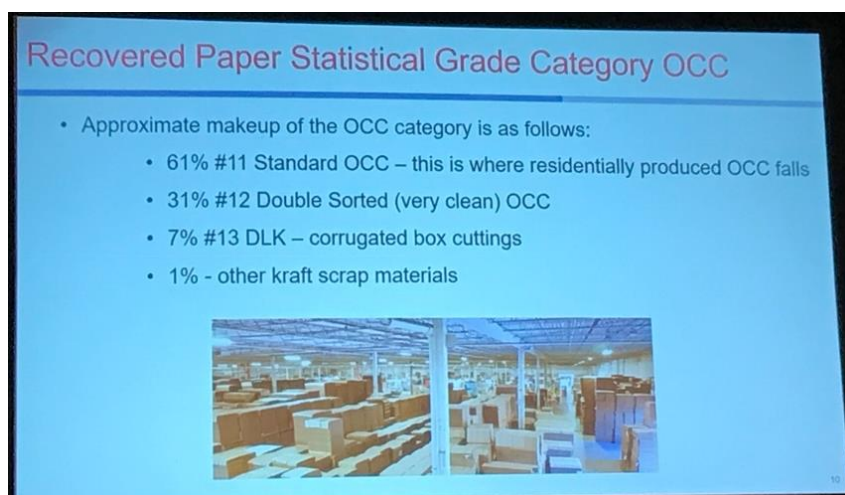 Recovered Paper Statistical Grade Category OCC
• Approximate makeup of the OCC category is as follows:
• 61% #11 Standard OCC – this is where residentially produced OCC falls
• 31% #12 Double Sorted (very clean) OCC
• 7% #13 DLK – corrugated box cuttings
• 1% - other kraft scrap materials
10